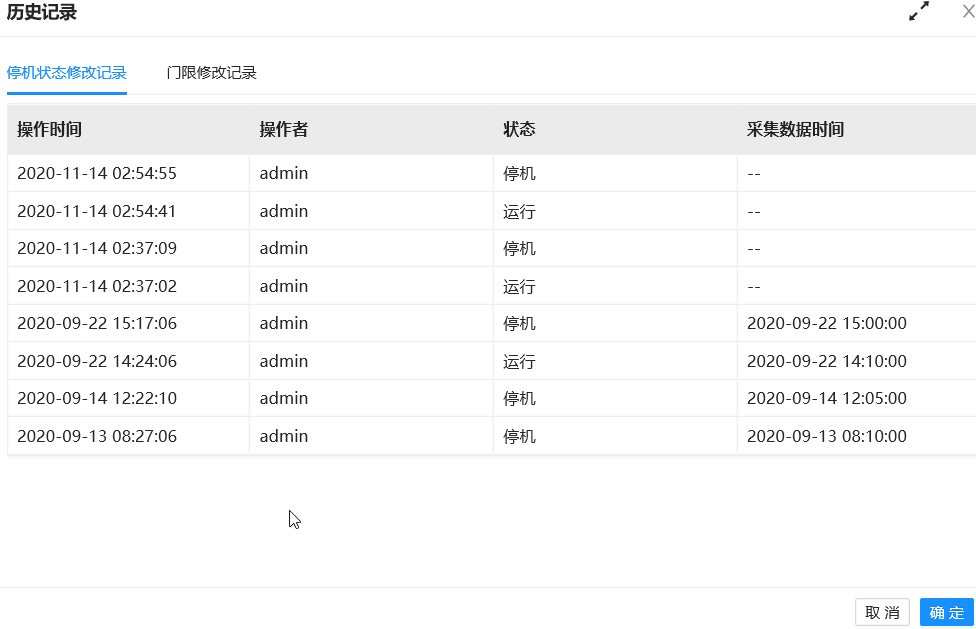 历史记录
停机状态修改记录 门限修改记录
操作时间 操作者 状态 采集数据时间
2020-11-14 02:54:55 admin 停机 --
2020-11-14 02:54:41 admin 运行 --
2020-11-14 02:37:09 admin 停机 --
2020-11-14 02:37:02 admin 运行 --
2020-09-22 15:17:06 admin 停机 2020-09-22 15:00:00
2020-09-22 14:24:06 admin 运行 2020-09-22 14:10:00
2020-09-14 12:22:10 admin 停机 2020-09-14 12:05:00
2020-09-13 08:27:06 admin 停机 2020-09-13 08:10:00
取 消 确 定